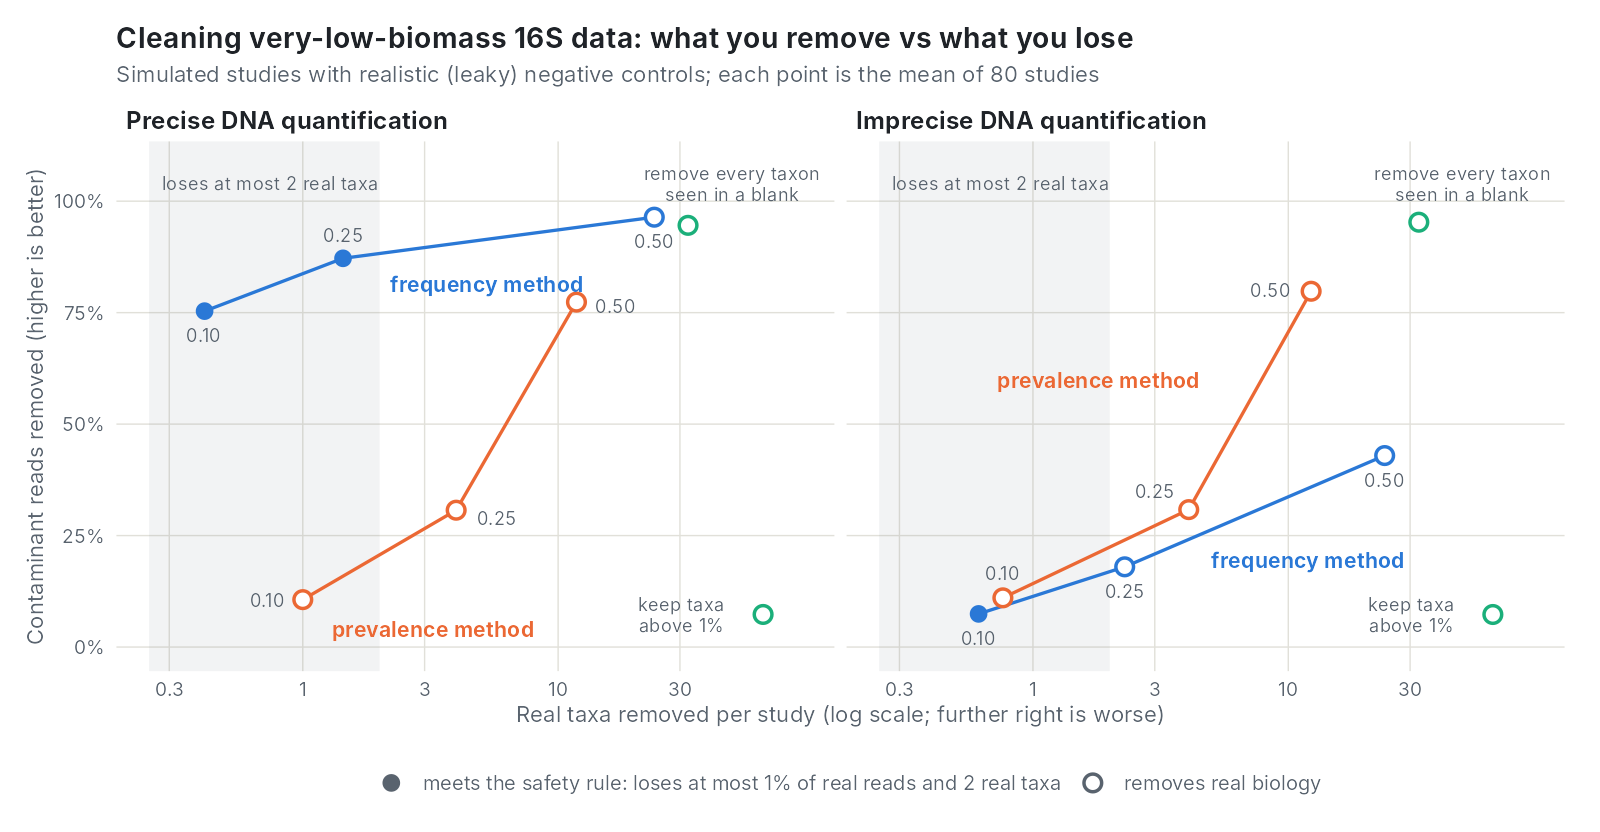 Cleaning very-low-biomass 16S data: what you remove vs what you lose
Simulated studies with realistic (leaky) negative controls; each point is the mean of 80 studies
Precise DNA quantification
Contaminant reads removed (higher is better)
100%
75%
50%
25%
0%
loses at most 2 real taxa
remove every taxon
seen in a blank
0.25
0.50
0.10
frequency method
0.50
0.25
0.10
prevalence method
keep taxa
above 1%
0.3
1
3
10
30
Imprecise DNA quantification
loses at most 2 real taxa
remove every taxon
seen in a blank
0.50
prevalence method
0.25
0.50
0.10
frequency method
0.25
0.10
keep taxa
above 1%
0.3
1
3
10
30
Real taxa removed per study (log scale; further right is worse)
meets the safety rule: loses at most 1% of real reads and 2 real taxa
removes real biology